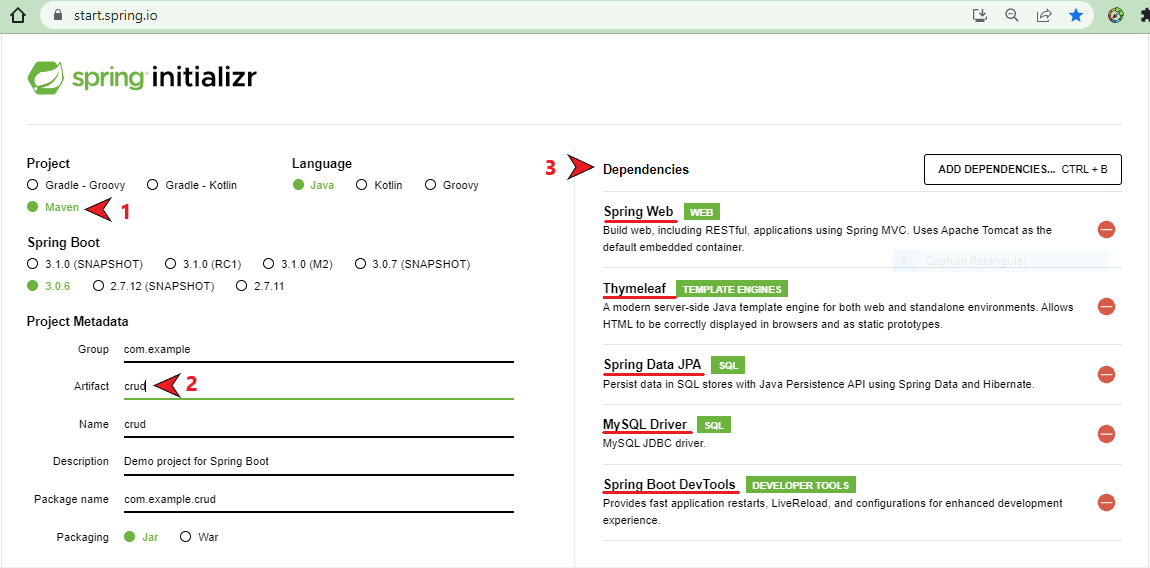 start.spring.io
spring initializr
Project
Gradle - Groovy Gradle - Kotlin
Maven 1
Language
Java Kotlin Groovy
Spring Boot
3.1.0 (SNAPSHOT) 3.1.0 (RC1) 3.1.0 (M2) 3.0.7 (SNAPSHOT)
3.0.6 2.7.12 (SNAPSHOT) 2.7.11
Project Metadata
Group com.example
Artifact crud 2
Name crud
Description Demo project for Spring Boot
Package name com.example.crud
Packaging Jar War
3 Dependencies ADD DEPENDENCIES... CTRL + B
Spring Web WEB
Build web, including RESTful, applications using Spring MVC. Uses Apache Tomcat as the
default embedded container.
Captura Retangular
Thymeleaf TEMPLATE ENGINES
A modern server-side Java template engine for both web and standalone environments. Allows
HTML to be correctly displayed in browsers and as static prototypes.
Spring Data JPA SQL
Persist data in SQL stores with Java Persistence API using Spring Data and Hibernate.
MySQL Driver SQL
MySQL JDBC driver.
Spring Boot DevTools DEVELOPER TOOLS
Provides fast application restarts, LiveReload, and configurations for enhanced development
experience.